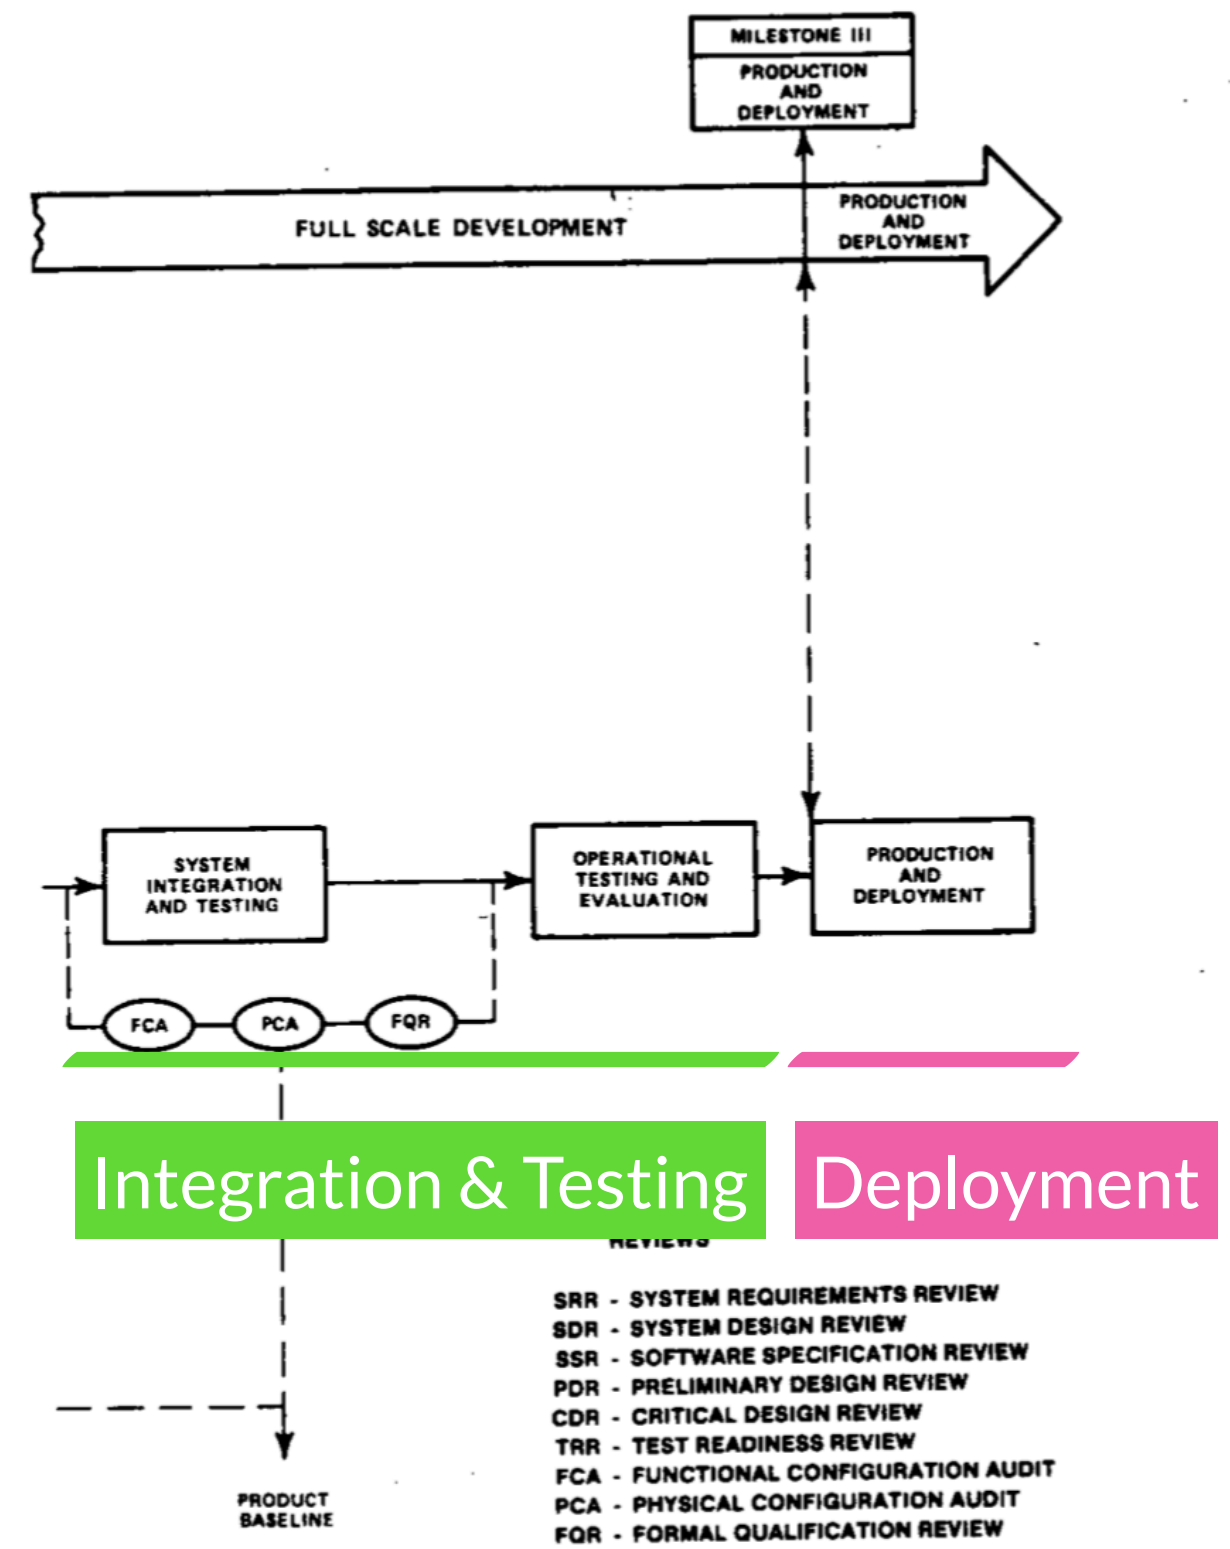 MILESTONE III
PRODUCTION
AND
DEPLOYMENT
FULL SCALE DEVELOPMENT
PRODUCTION
AND
DEPLOYMENT
SYSTEM
INTEGRATION
AND TESTING
OPERATIONAL
TESTING AND
EVALUATION
PRODUCTION
AND
DEPLOYMENT
FCA
PCA
FQR
Integration & Testing
Deployment
REVIEWS
SRR - SYSTEM REQUIREMENTS REVIEW
SDR - SYSTEM DESIGN REVIEW
SSR - SOFTWARE SPECIFICATION REVIEW
PDR - PRELIMINARY DESIGN REVIEW
CDR - CRITICAL DESIGN REVIEW
TRR - TEST READINESS REVIEW
FCA - FUNCTIONAL CONFIGURATION AUDIT
PCA - PHYSICAL CONFIGURATION AUDIT
FQR - FORMAL QUALIFICATION REVIEW
PRODUCT
BASELINE